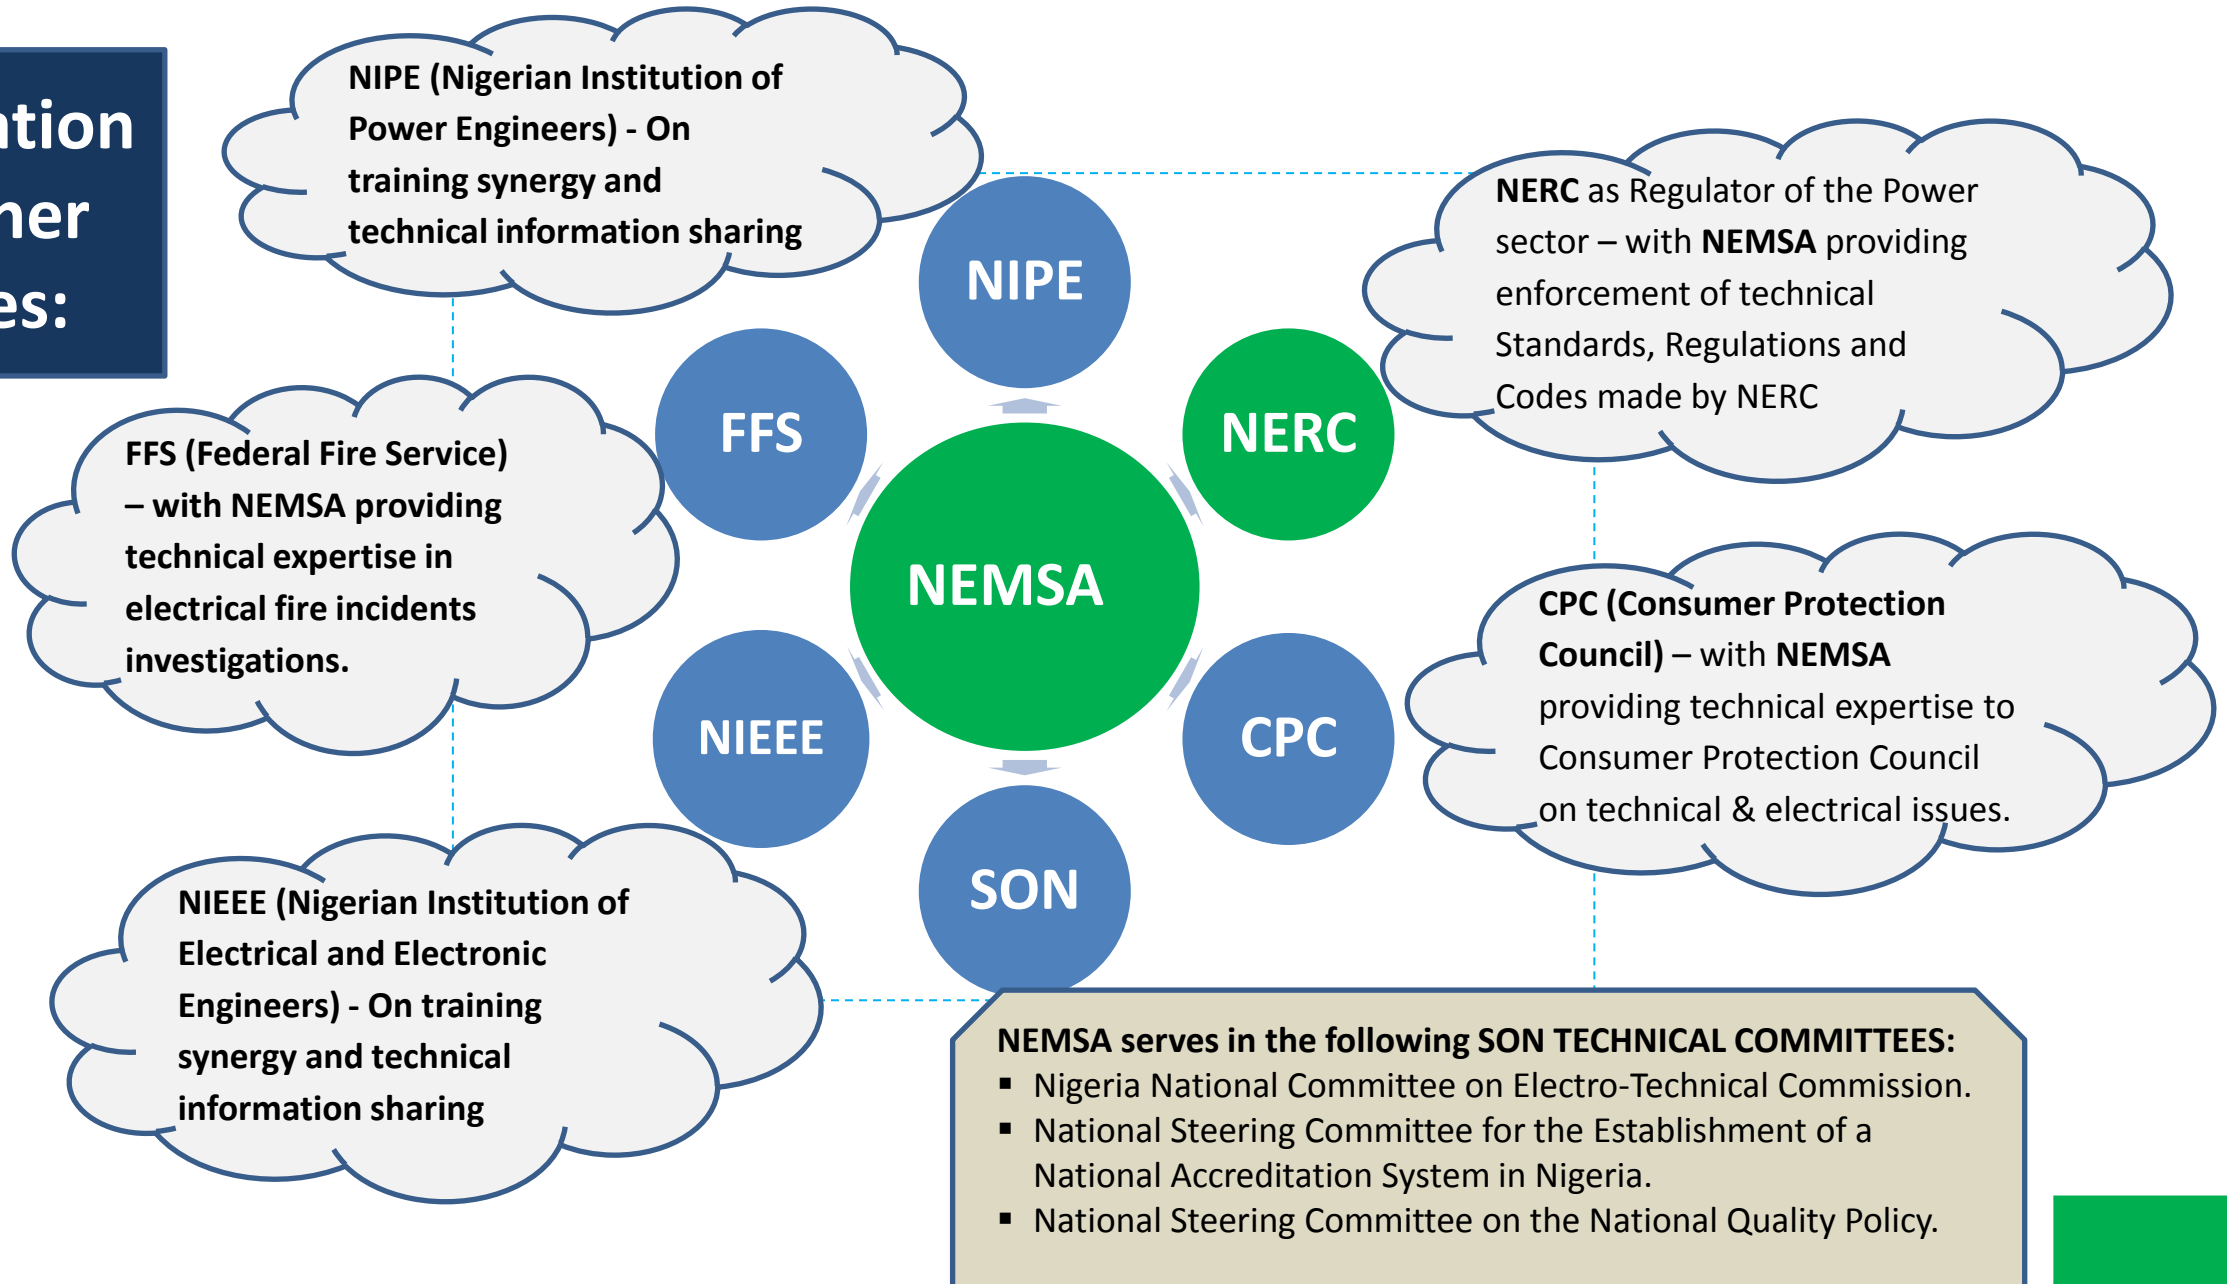 NIPE (Nigerian Institution of
Power Engineers) - On
training synergy and
technical information sharing
NERC as Regulator of the Power
sector – with NEMSA providing
enforcement of technical
Standards, Regulations and
Codes made by NERC
NIPE
FFS
NERC
FFS (Federal Fire Service)
– with NEMSA providing
technical expertise in
electrical fire incidents
investigations.
NEMSA
CPC (Consumer Protection
Council) – with NEMSA
providing technical expertise to
Consumer Protection Council
on technical & electrical issues.
NIEEE
CPC
SON
NIEEE (Nigerian Institution of
Electrical and Electronic
Engineers) - On training
synergy and technical
information sharing
NEMSA serves in the following SON TECHNICAL COMMITTEES:
▪ Nigeria National Committee on Electro-Technical Commission.
▪ National Steering Committee for the Establishment of a
National Accreditation System in Nigeria.
▪ National Steering Committee on the National Quality Policy.